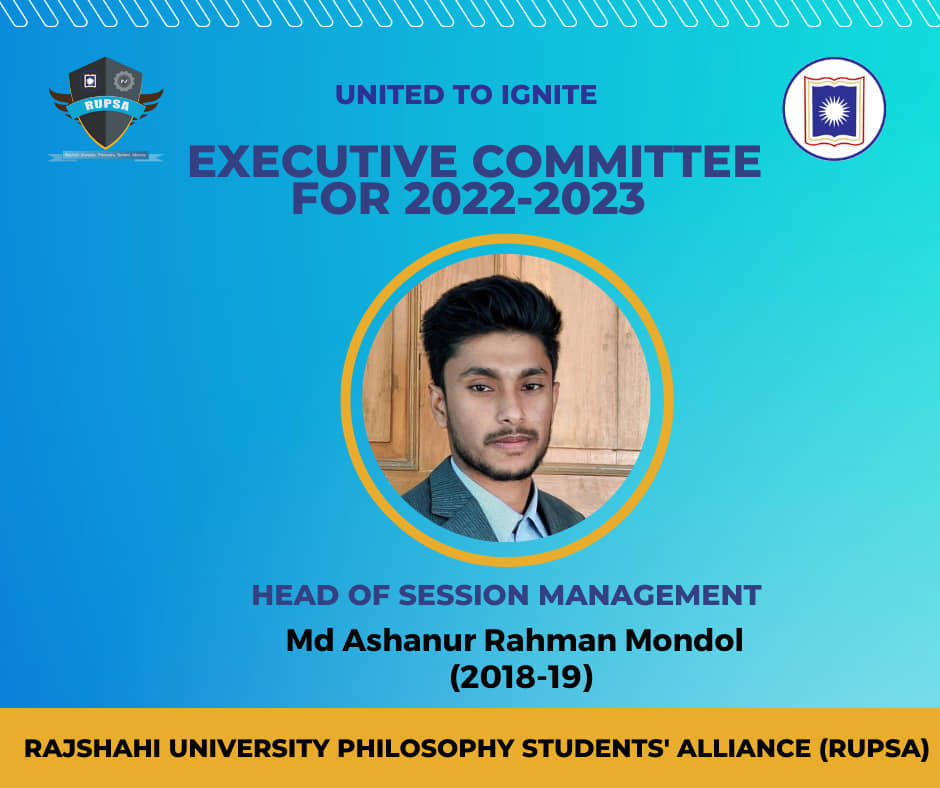 RUPSA
UNITED TO IGNITE
EXECUTIVE COMMITTEE
FOR 2022-2023
HEAD OF SESSION MANAGEMENT
Md Ashanur Rahman Mondol
(2018-19)
RAJSHAHI UNIVERSITY PHILOSOPHY STUDENTS' ALLIANCE (RUPSA)